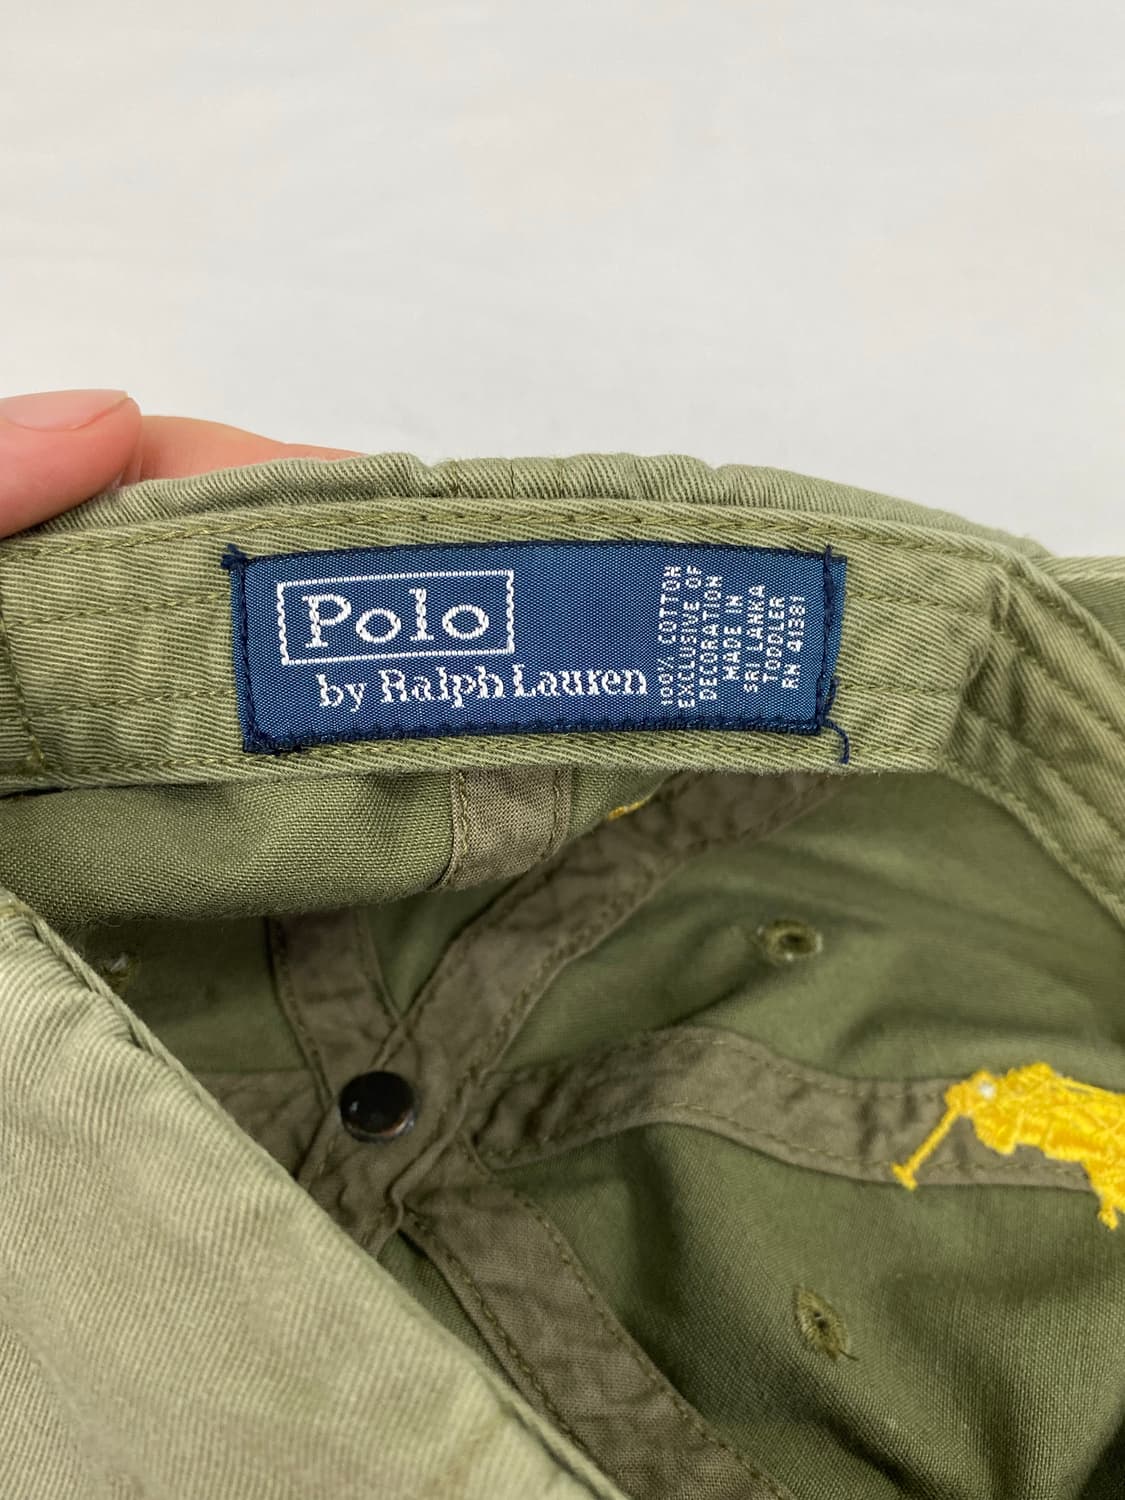 Polo
by Ralph Lauren
100% COTTON
EXCLUSIVE OF
DECORATION
MADE IN
SRI LANKA
TODDLER
RN 41381